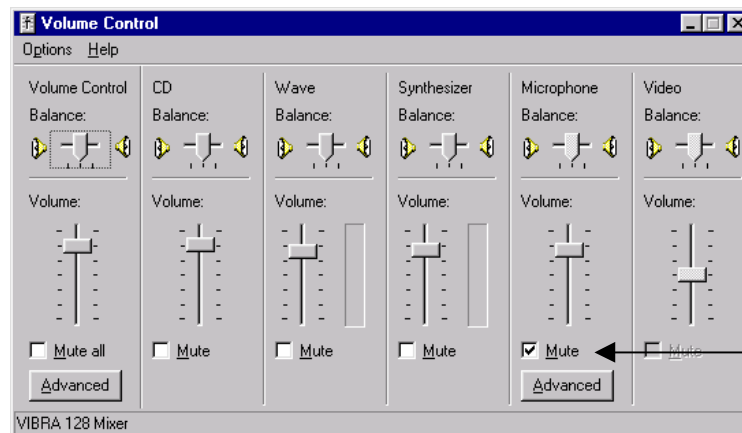 Volume Control
Options Help
Volume Control CD Wave Synthesizer Microphone Video
Balance: Balance: Balance: Balance: Balance: Balance:
Volume: Volume: Volume: Volume: Volume: Volume:
Mute all Mute Mute Mute Mute Mute
Advanced Advanced
VIBRA 128 Mixer